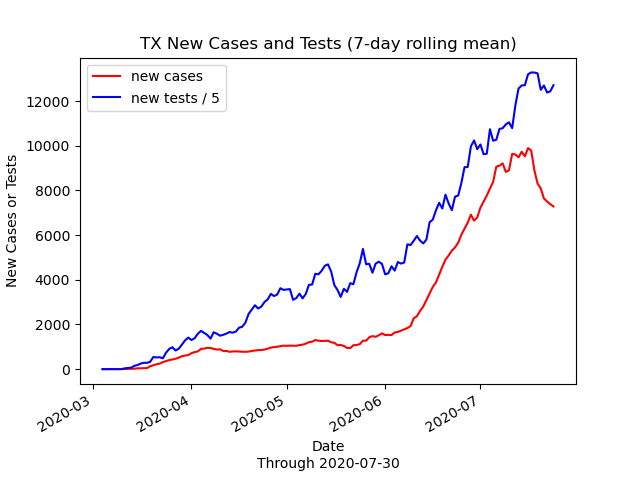 TX New Cases and Tests (7-day rolling mean)
new cases
new tests / 5
New Cases or Tests
12000
10000
8000
6000
4000
2000
0
2020-03
2020-04
2020-05
2020-06
2020-07
Date
Through 2020-07-30